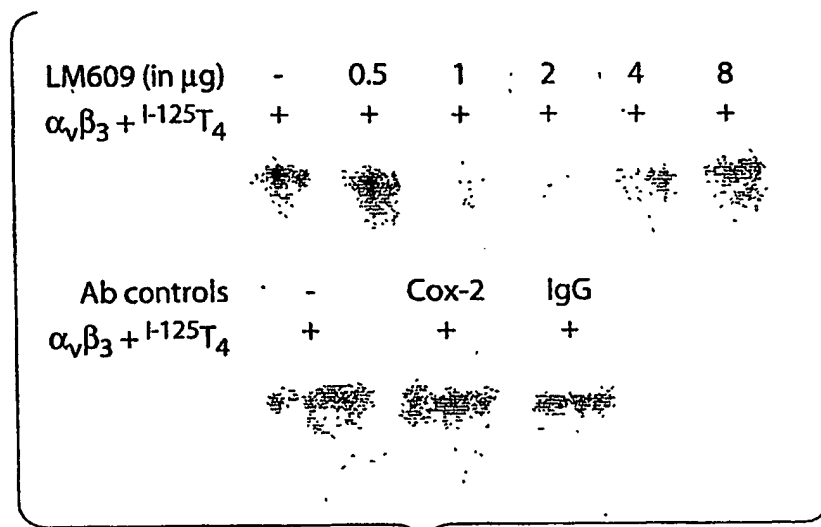 LM609 (in μg) - 0.5 1 2 4 8
αvβ3 + I-125T4 + + + + + +
Ab controls - Cox-2 IgG
αvβ3 + I-125T4 + + +